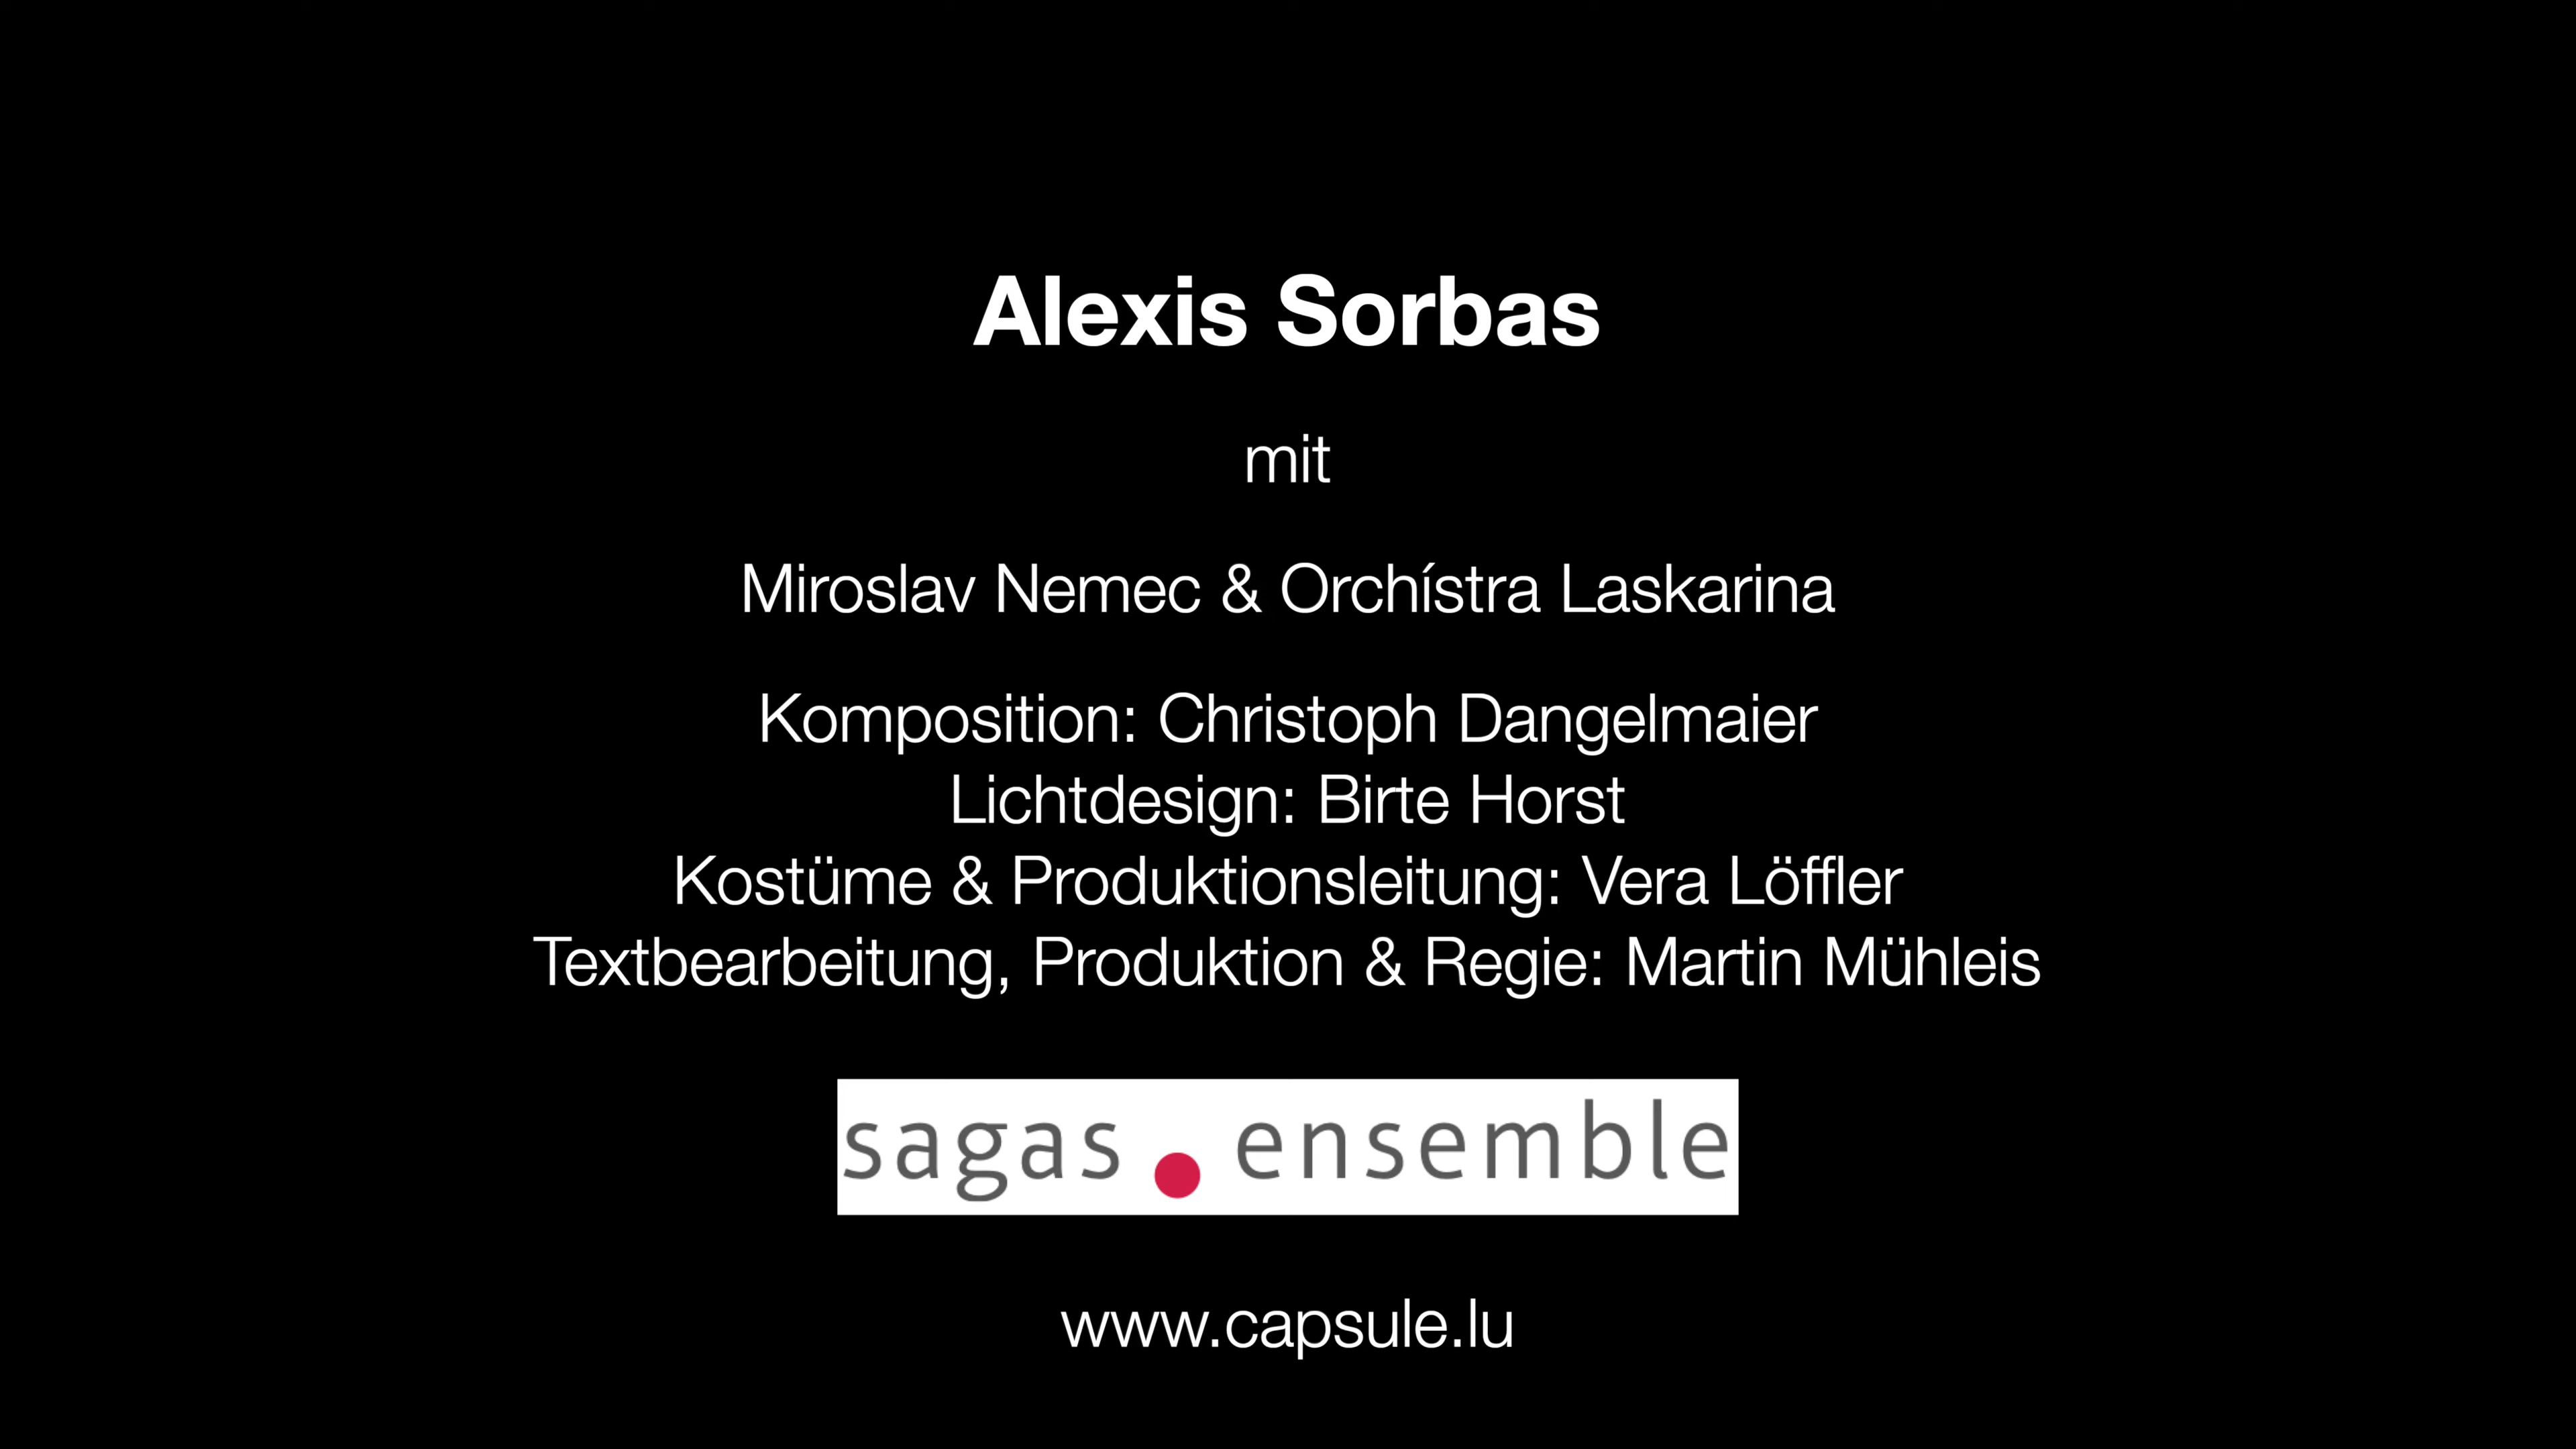 Alexis Sorbas
mit
Miroslav Nemec & Orchístra Laskarina
Komposition: Christoph Dangelmaier
Lichtdesign: Birte Horst
Kostüme & Produktionsleitung: Vera Löffler
Textbearbeitung, Produktion & Regie: Martin Mühleis
sagas.ensemble
www.capsule.lu